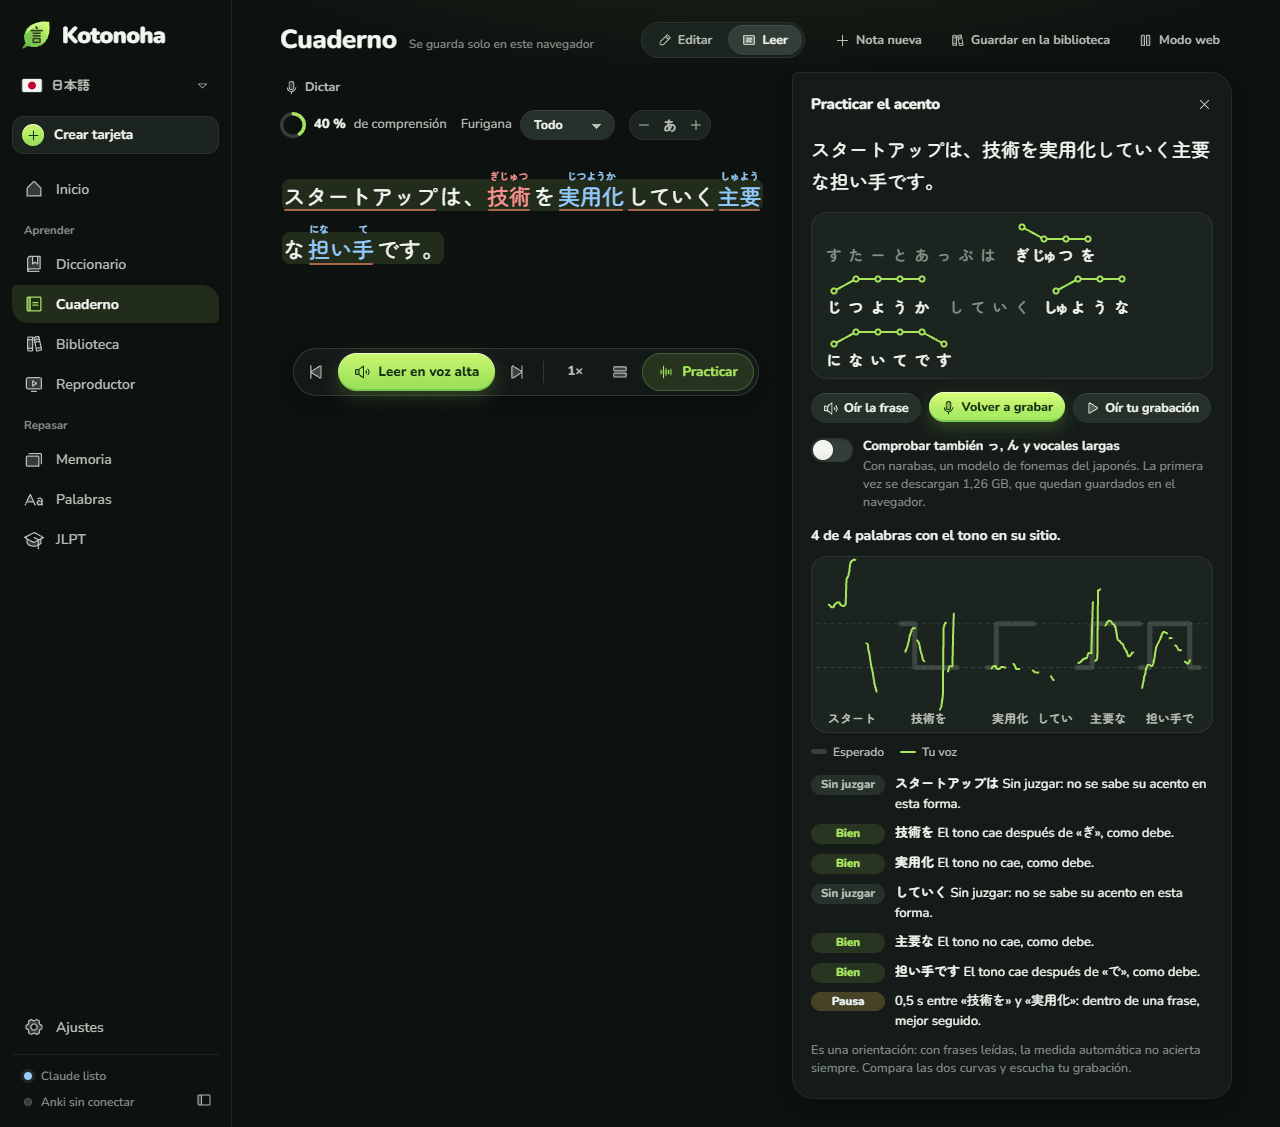 Kotonoha
日本語
Crear tarjeta
Inicio
Aprender
Diccionario
Cuaderno
Biblioteca
Reproductor
Repasar
Memoria
Aa Palabras
JLPT
Ajustes
Claude listo
Anki sin conectar
Cuaderno Se guarda solo en este navegador
Editar Leer
Nota nueva Guardar en la biblioteca Modo web
Dictar
40 % de comprensión Furigana Todo あ
ぎじゅつ じつようか しゅよう
スタートアップは、技術を実用化していく主要
にな て
な担い手です。
Leer en voz alta 1× Practicar
Practicar el acento
スタートアップは、技術を実用化していく主要
な担い手です。
すたーとあっぷは ぎじゅつを
じつようか していく しゅような
にないてです
Oír la frase Volver a grabar Oír tu grabación
Comprobar también っ, ん y vocales largas
Con narabas, un modelo de fonemas del japonés. La primera
vez se descargan 1,26 GB, que quedan guardados en el
navegador.
4 de 4 palabras con el tono en su sitio.
スタート 技術を 実用化 してい 主要な 担い手で
Esperado Tu voz
Sin juzgar スタートアップは Sin juzgar: no se sabe su acento en
esta forma.
Bien 技術を El tono cae después de «ぎ», como debe.
Bien 実用化 El tono no cae, como debe.
Sin juzgar していく Sin juzgar: no se sabe su acento en esta
forma.
Bien 主要な El tono no cae, como debe.
Bien 担い手です El tono cae después de «で», como debe.
Pausa 0,5 s entre «技術を» y «実用化»: dentro de una frase,
mejor seguido.
Es una orientación: con frases leídas, la medida automática no acierta
siempre. Compara las dos curvas y escucha tu grabación.